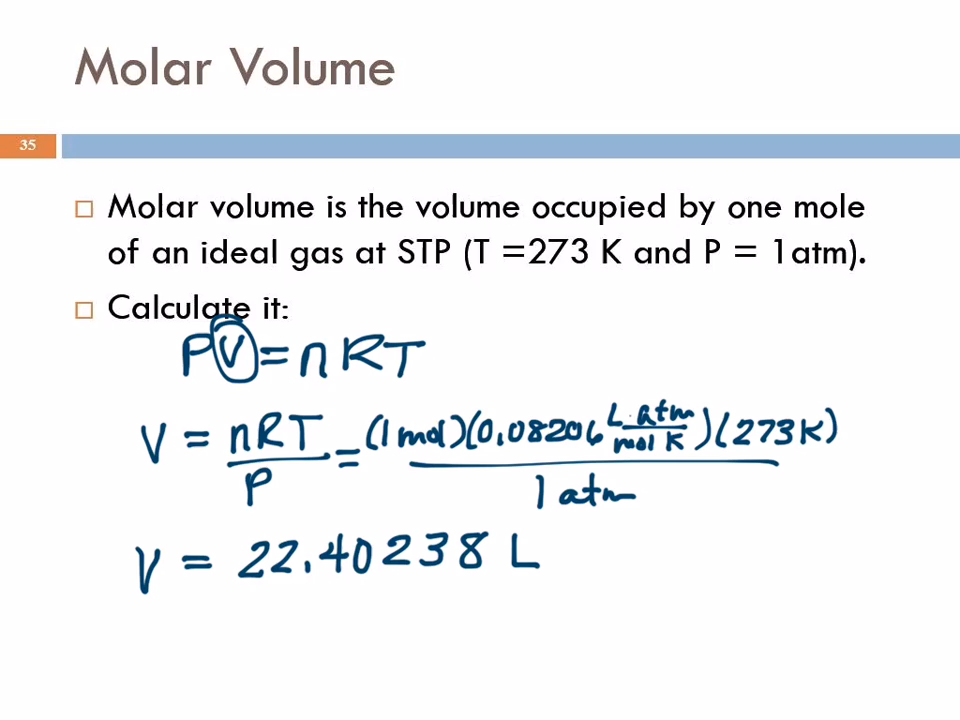 Molar Volume
35
Molar volume is the volume occupied by one mole
of an ideal gas at STP (T =273 K and P = 1atm).
Calculate it:
PV = nRT
V = nRT/P = (1 mol)(0.08206 L·atm/mol K)(273K)/1 atm
V = 22.40238 L